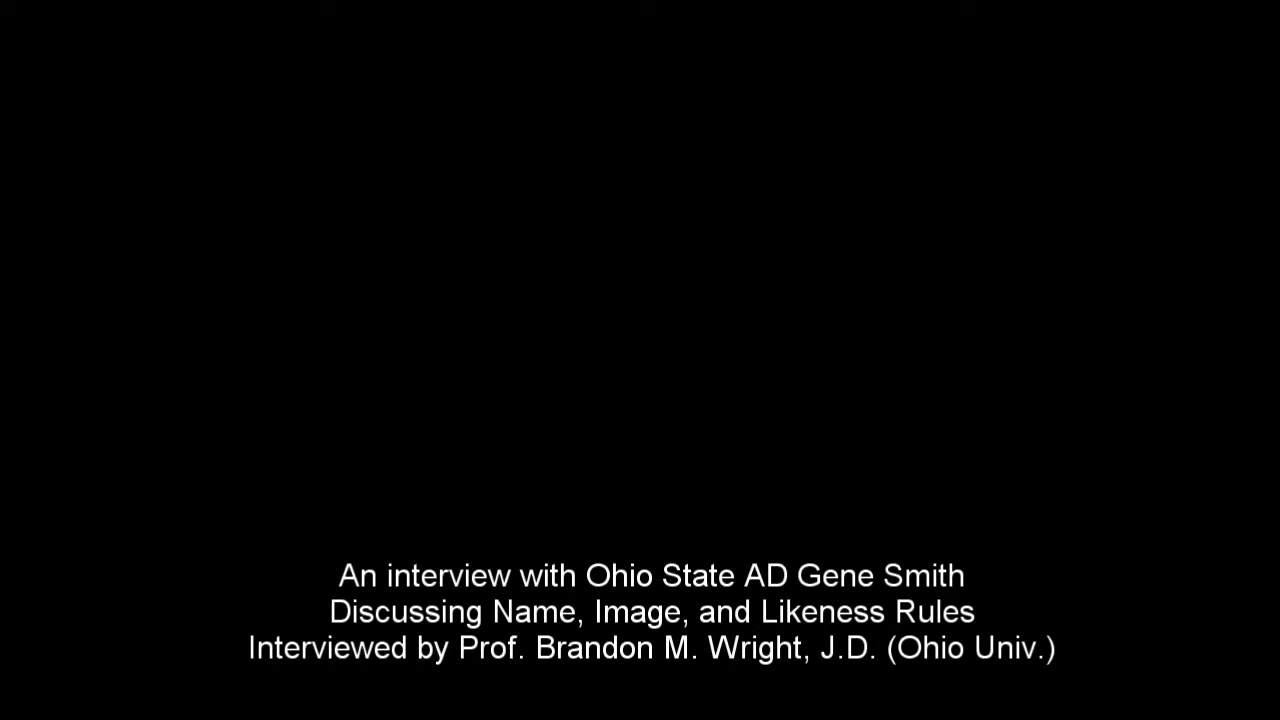 An interview with Ohio State AD Gene Smith
Discussing Name, Image, and Likeness Rules
Interviewed by Prof. Brandon M. Wright, J.D. (Ohio Univ.)